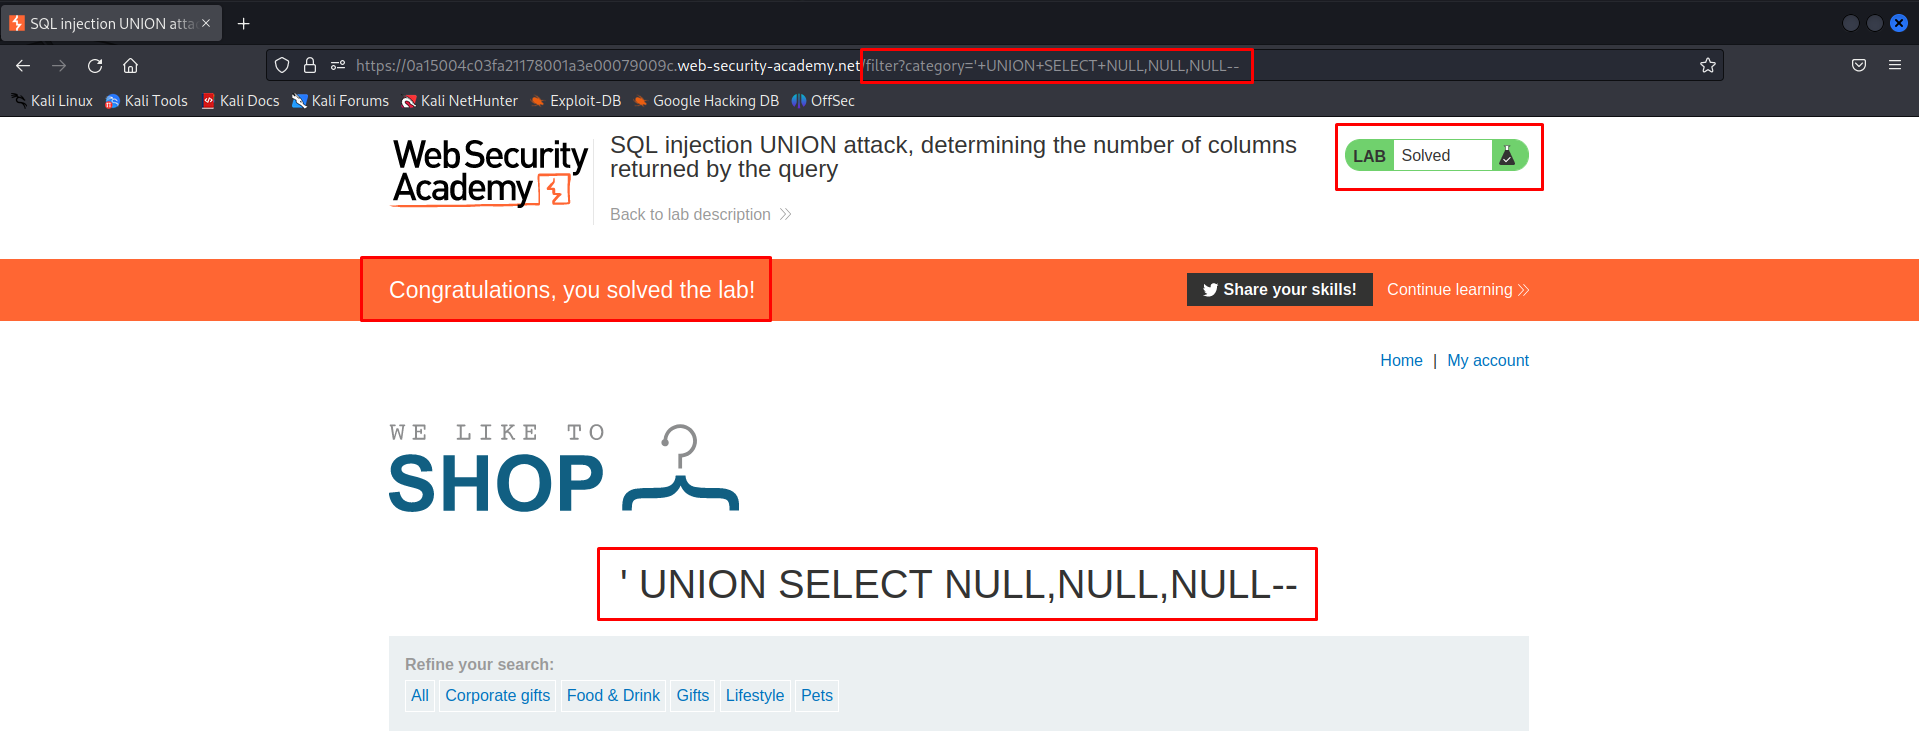 SQL injection UNION atta
https://0a15004c03fa21178001a3e00079009c.web-security-academy.net/filter?category='+UNION+SELECT+NULL,NULL,NULL--
Kali Linux Kali Tools Kali Docs Kali Forums Kali NetHunter Exploit-DB Google Hacking DB OffSec
Web Security
Academy
SQL injection UNION attack, determining the number of columns
returned by the query
LAB Solved
Back to lab description
Congratulations, you solved the lab!
Share your skills! Continue learning
Home | My account
WE LIKE TO
SHOP
' UNION SELECT NULL,NULL,NULL--
Refine your search:
All Corporate gifts Food & Drink Gifts Lifestyle Pets